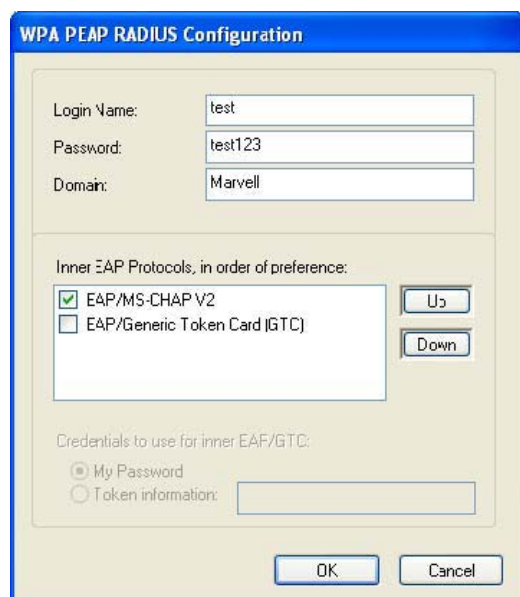 WPA PEAP RADIUS Configuration
Login Name: test
Password: test123
Domain: Marvell
Inner EAP Protocols, in order of preference:
EAP/MS-CHAP V2
EAP/Generic Token Card (GTC)
Up
Down
Credentials to use for inner EAP/GTC:
My Password
Token information:
OK Cancel